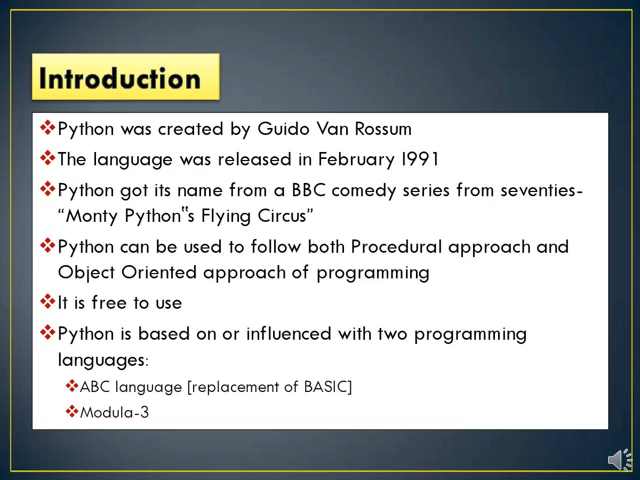 Introduction
❖Python was created by Guido Van Rossum
❖The language was released in February I991
❖Python got its name from a BBC comedy series from seventies-
“Monty Python‟s Flying Circus”
❖Python can be used to follow both Procedural approach and
Object Oriented approach of programming
❖It is free to use
❖Python is based on or influenced with two programming
languages:
❖ABC language [replacement of BASIC]
❖Modula-3